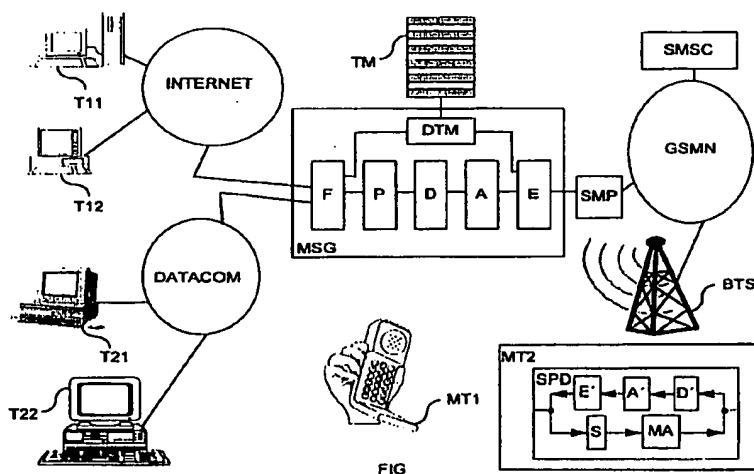 T11
INTERNET
T12
TM
SMSC
DTM
GSMN
F
P
D
A
E
SMP
MSG
DATACOM
BTS
T21
T22
MT1
MT2
SPD
E'
A'
D'
S
MA
FIG